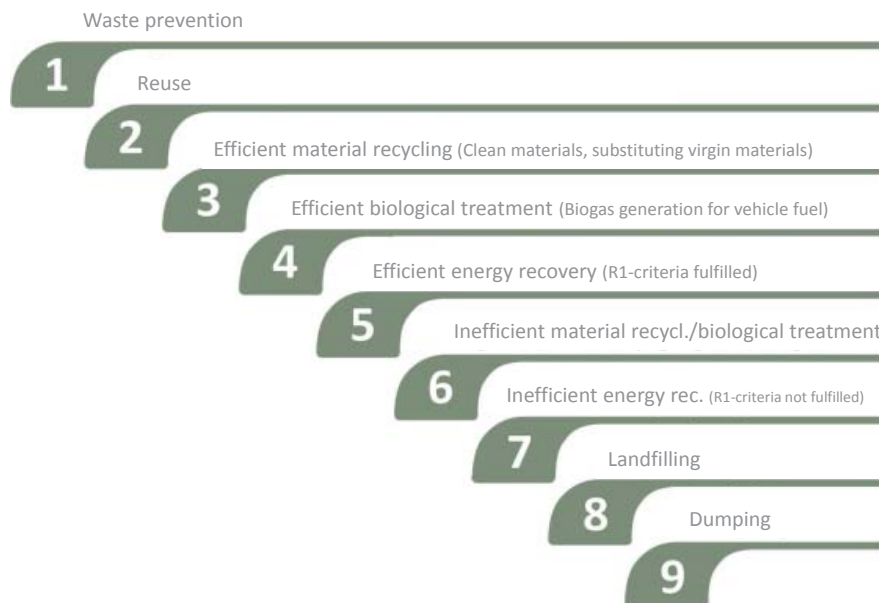 Waste prevention
1
Reuse
2
Efficient material recycling (Clean materials, substituting virgin materials)
3
Efficient biological treatment (Biogas generation for vehicle fuel)
4
Efficient energy recovery (R1-criteria fulfilled)
5
Inefficient material recycl./biological treatment
6
Inefficient energy rec. (R1-criteria not fulfilled)
7
Landfilling
8
Dumping
9